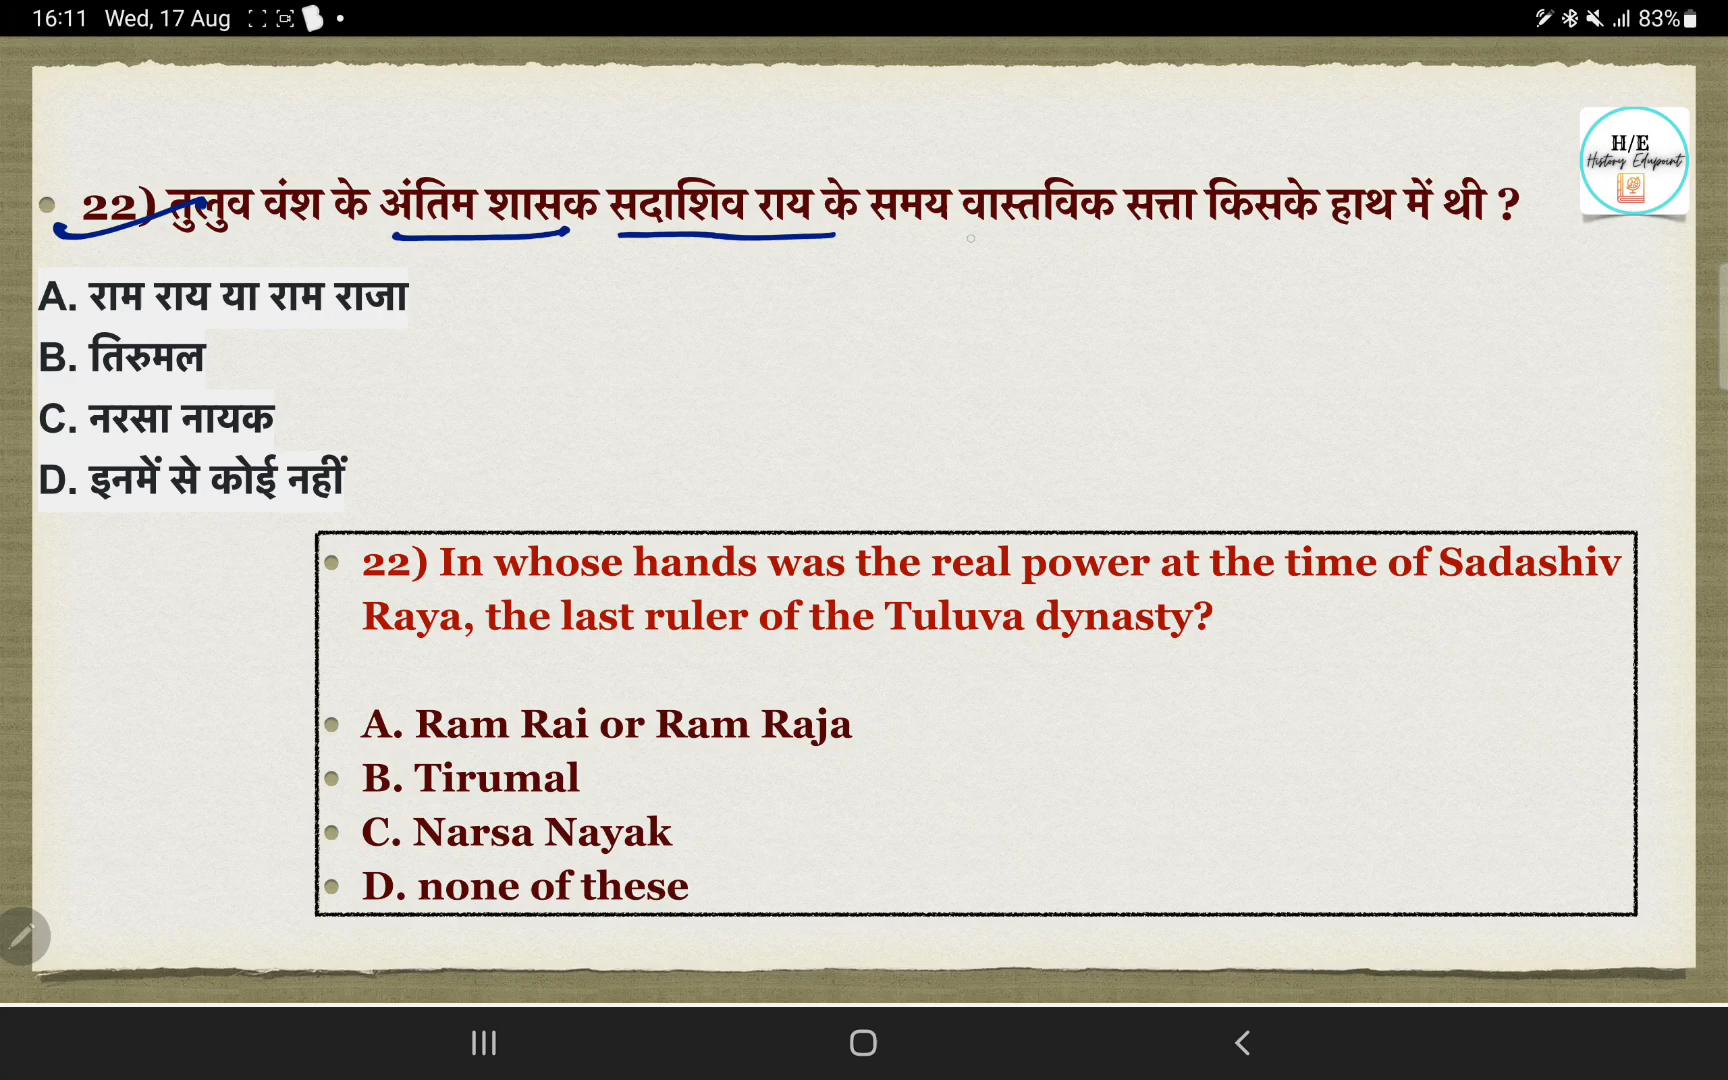 16:11 Wed, 17 Aug
83%
H/E
History Edupoint
22) तुलुव वंश के अंतिम शासक सदाशिव राय के समय वास्तविक सत्ता किसके हाथ में थी ?
A. राम राय या राम राजा
B. तिरुमल
C. नरसा नायक
D. इनमें से कोई नहीं
22) In whose hands was the real power at the time of Sadashiv
Raya, the last ruler of the Tuluva dynasty?
A. Ram Rai or Ram Raja
B. Tirumal
C. Narsa Nayak
D. none of these